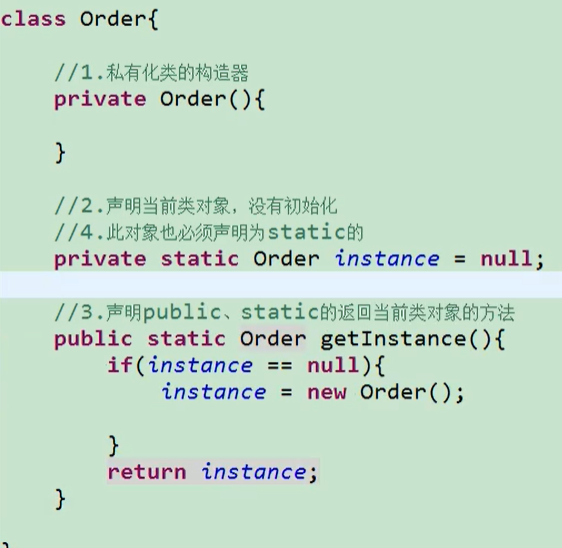 class Order{
//1.私有化类的构造器
private Order(){
}
//2.声明当前类对象，没有初始化
//4.此对象也必须声明为static的
private static Order instance = null;
//3.声明public、static的返回当前类对象的方法
public static Order getInstance(){
if(instance == null){
instance = new Order();
}
return instance;
}
}